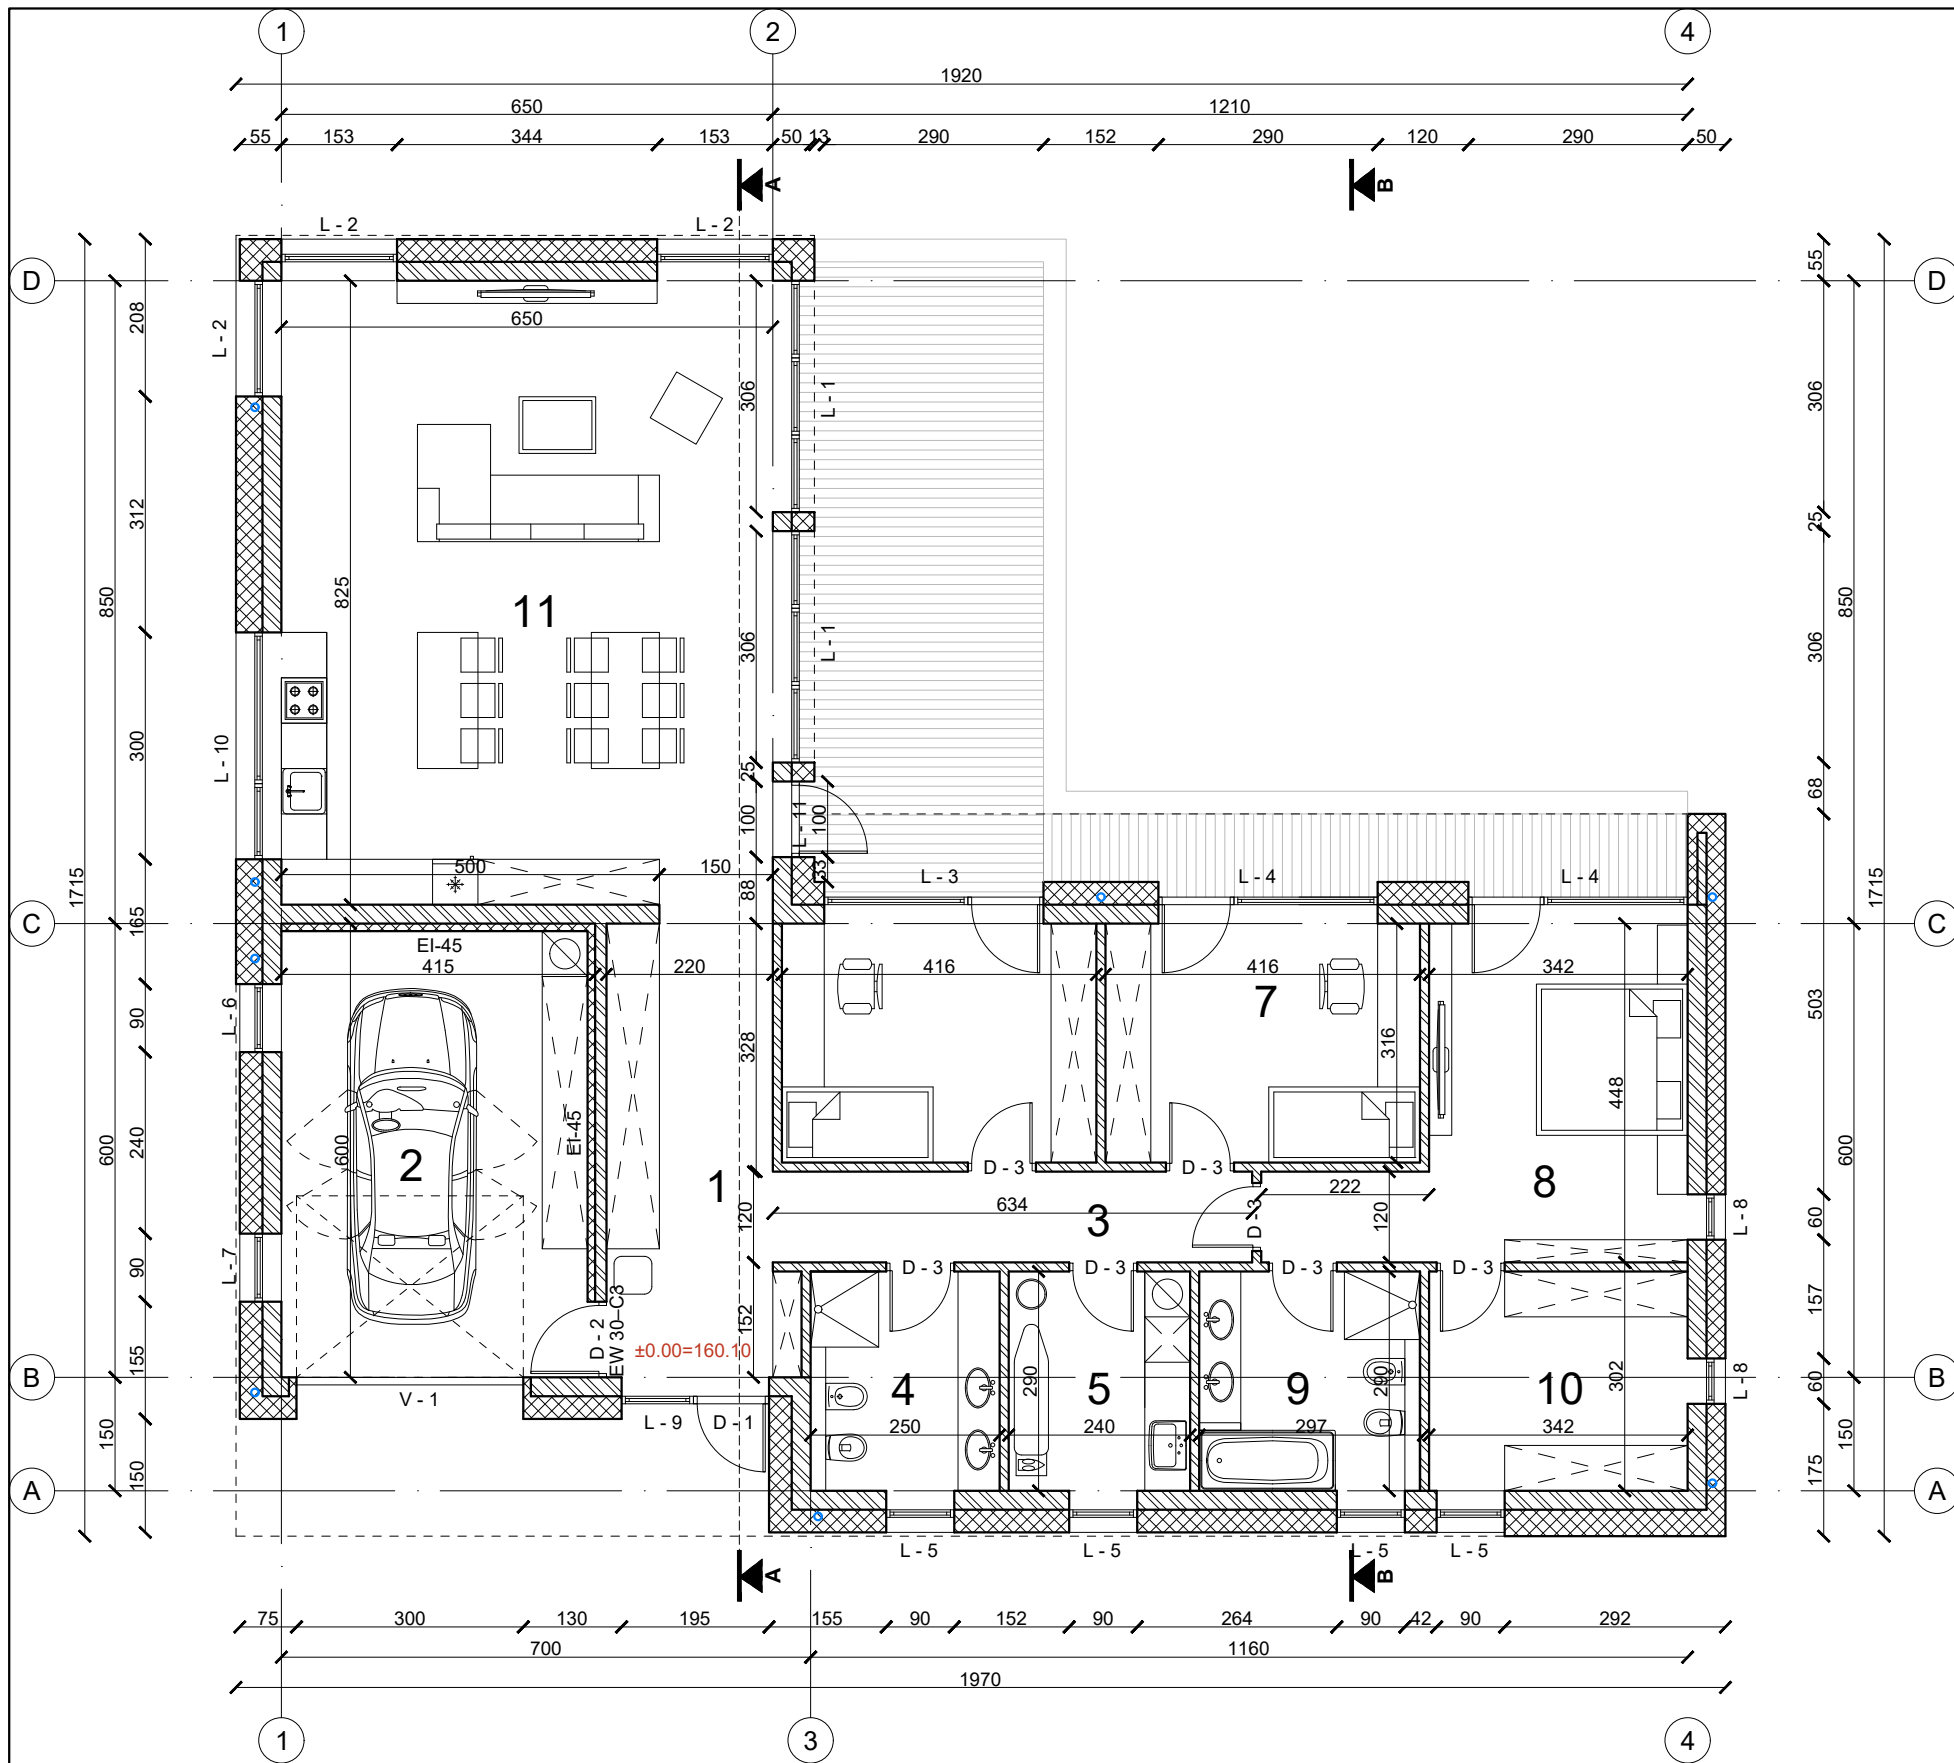 1 2 4
1920
650 1210
55 153 344 153 50 13 290 152 290 120 290 50
A B
L - 2 L - 2
D D
55
208
L - 2
650
306
L - 1
306
312
25
11
825
850
850
306
L - 1
306
300
L - 10
25
68
100
L - 11
100
500 150
33
88
L - 3 L - 4 L - 4
1715
165
1715
C C
EI-45
415 220 416 416 342
7
L - 6
90
328
316
503
448
240
600
600
EI-45
600
2
1
D - 3 D - 3
8
222
634
3
D - 3
120
120
60
L - 8
L - 7
90
D - 3 D - 3 D - 3 D - 3
157
152
155
D - 2
EW 30-C3
±0.00=160.10
B B
V - 1
290
290
302
60
L - 8
4 5 9 10
L - 9 D - 1
250 240 297 342
150
150
150
175
A A
L - 5 L - 5 L - 5 L - 5
A B
75 300 130 195 155 90 152 90 264 90 42 90 292
700 1160
1970
1 3 4